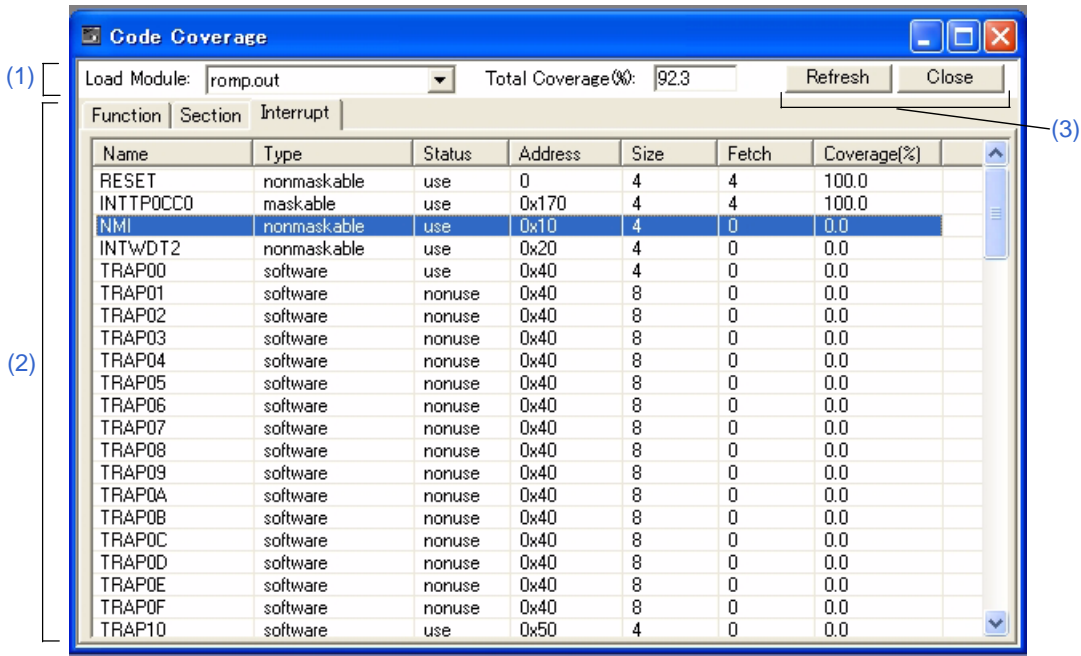 Code Coverage
(1)
Load Module: romp.out Total Coverage(%): 92.3 Refresh Close
Function Section Interrupt
(3)
Name Type Status Address Size Fetch Coverage(%)
RESET nonmaskable use 0 4 4 100.0
INTTP0CC0 maskable use 0x170 4 4 100.0
NMI nonmaskable use 0x10 4 0 0.0
INTWDT2 nonmaskable use 0x20 4 0 0.0
TRAP00 software use 0x40 4 0 0.0
TRAP01 software nonuse 0x40 8 0 0.0
TRAP02 software nonuse 0x40 8 0 0.0
TRAP03 software nonuse 0x40 8 0 0.0
(2)
TRAP04 software nonuse 0x40 8 0 0.0
TRAP05 software nonuse 0x40 8 0 0.0
TRAP06 software nonuse 0x40 8 0 0.0
TRAP07 software nonuse 0x40 8 0 0.0
TRAP08 software nonuse 0x40 8 0 0.0
TRAP09 software nonuse 0x40 8 0 0.0
TRAP0A software nonuse 0x40 8 0 0.0
TRAP0B software nonuse 0x40 8 0 0.0
TRAP0C software nonuse 0x40 8 0 0.0
TRAP0D software nonuse 0x40 8 0 0.0
TRAP0E software nonuse 0x40 8 0 0.0
TRAP0F software nonuse 0x40 8 0 0.0
TRAP10 software use 0x50 4 0 0.0